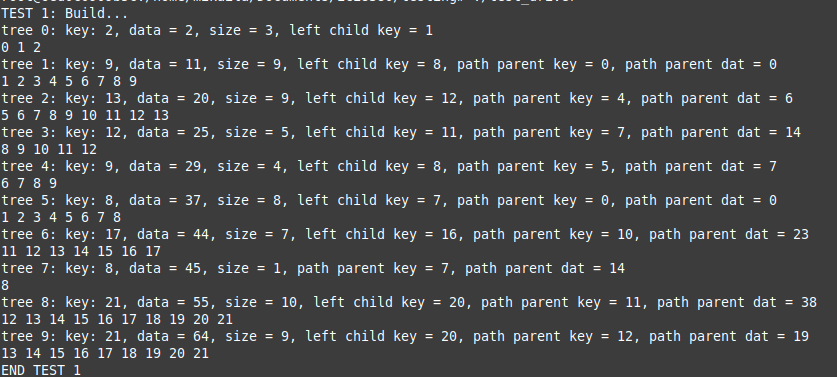 TEST 1: Build...
tree 0: key: 2, data = 2, size = 3, left child key = 1
0 1 2
tree 1: key: 9, data = 11, size = 9, left child key = 8, path parent key = 0, path parent dat = 0
1 2 3 4 5 6 7 8 9
tree 2: key: 13, data = 20, size = 9, left child key = 12, path parent key = 4, path parent dat = 6
5 6 7 8 9 10 11 12 13
tree 3: key: 12, data = 25, size = 5, left child key = 11, path parent key = 7, path parent dat = 14
8 9 10 11 12
tree 4: key: 9, data = 29, size = 4, left child key = 8, path parent key = 5, path parent dat = 7
6 7 8 9
tree 5: key: 8, data = 37, size = 8, left child key = 7, path parent key = 0, path parent dat = 0
1 2 3 4 5 6 7 8
tree 6: key: 17, data = 44, size = 7, left child key = 16, path parent key = 10, path parent dat = 23
11 12 13 14 15 16 17
tree 7: key: 8, data = 45, size = 1, path parent key = 7, path parent dat = 14
8
tree 8: key: 21, data = 55, size = 10, left child key = 20, path parent key = 11, path parent dat = 38
12 13 14 15 16 17 18 19 20 21
tree 9: key: 21, data = 64, size = 9, left child key = 20, path parent key = 12, path parent dat = 19
13 14 15 16 17 18 19 20 21
END TEST 1